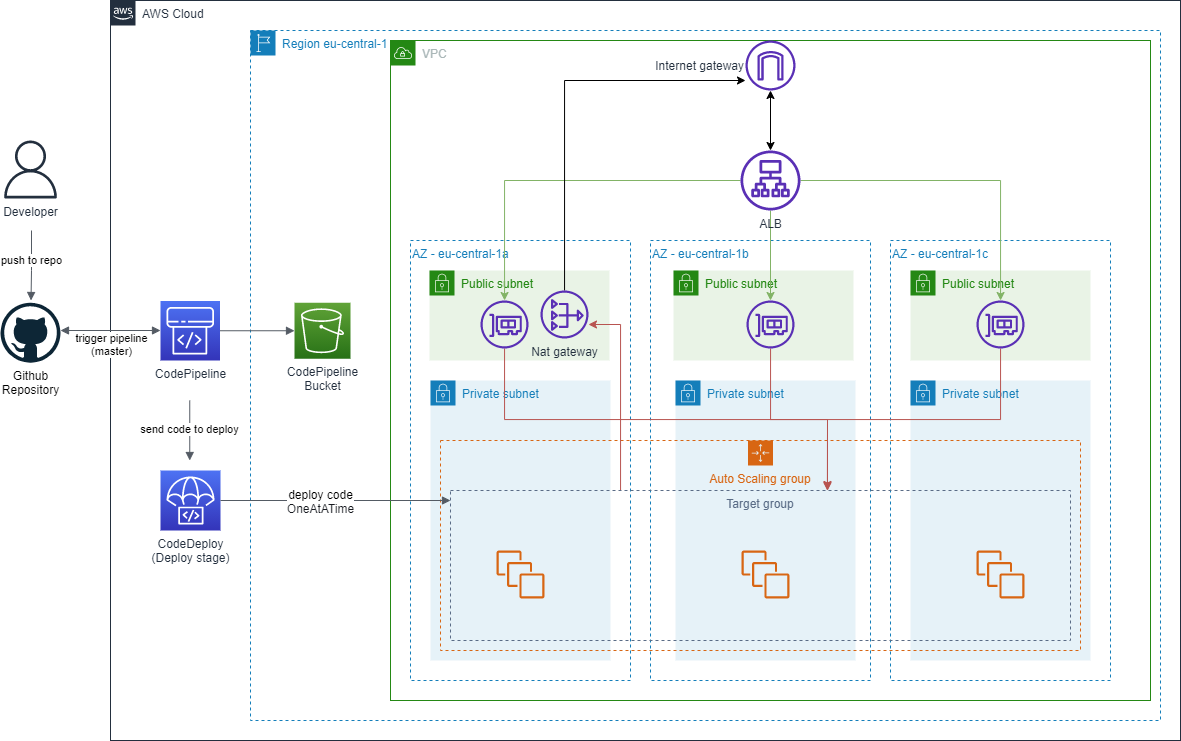 aws
AWS Cloud
Region eu-central-1
VPC
Internet gateway
ALB
Developer
push to repo
Github
Repository
trigger pipeline
(master)
CodePipeline
CodePipeline
Bucket
send code to deploy
CodeDeploy
(Deploy stage)
deploy code
OneAtATime
AZ - eu-central-1a
AZ - eu-central-1b
AZ - eu-central-1c
Public subnet
Public subnet
Public subnet
Nat gateway
Private subnet
Private subnet
Private subnet
Auto Scaling group
Target group